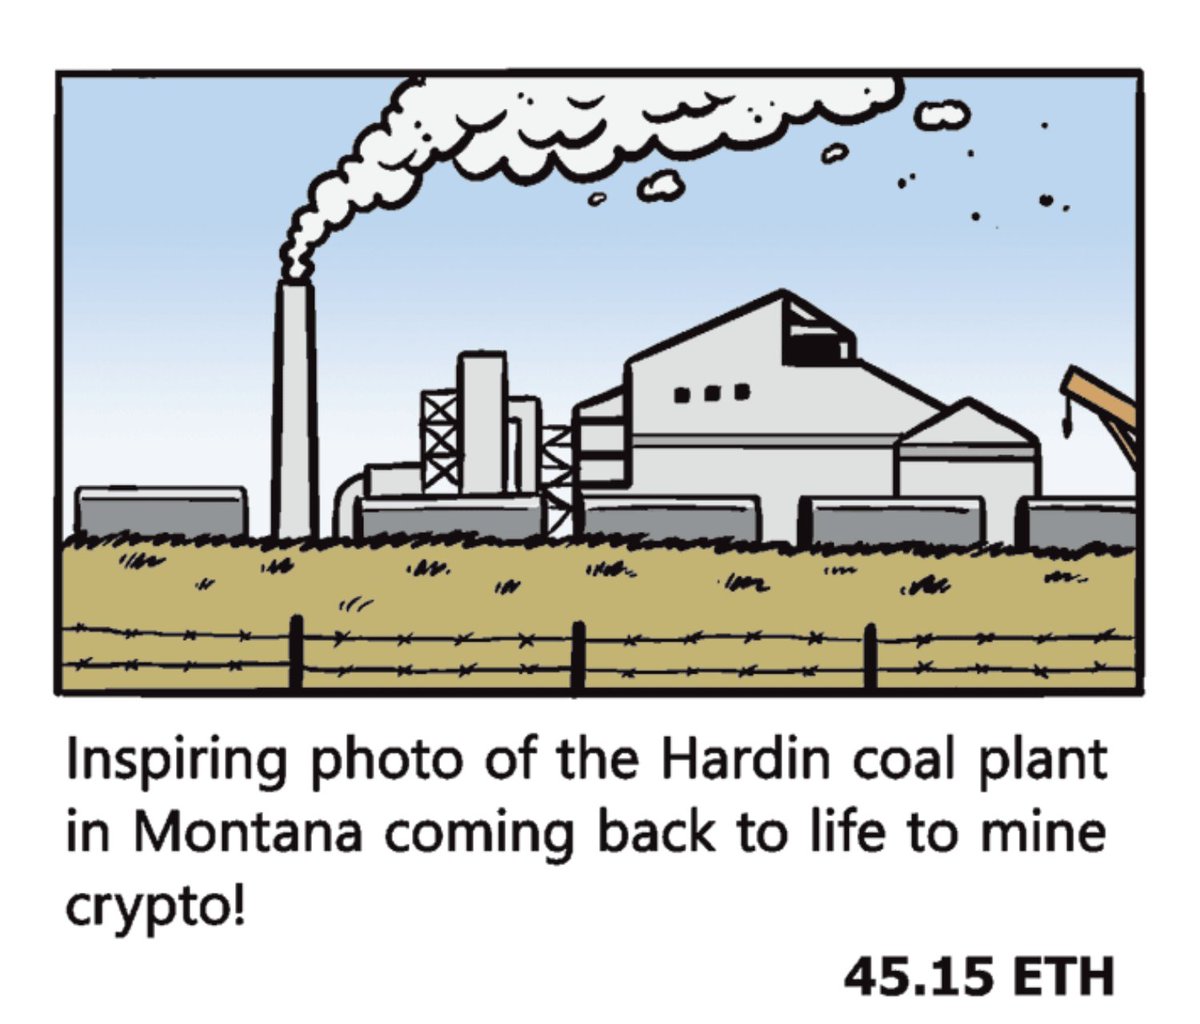 Inspiring photo of the Hardin coal plant
in Montana coming back to life to mine
crypto!
45.15 ETH